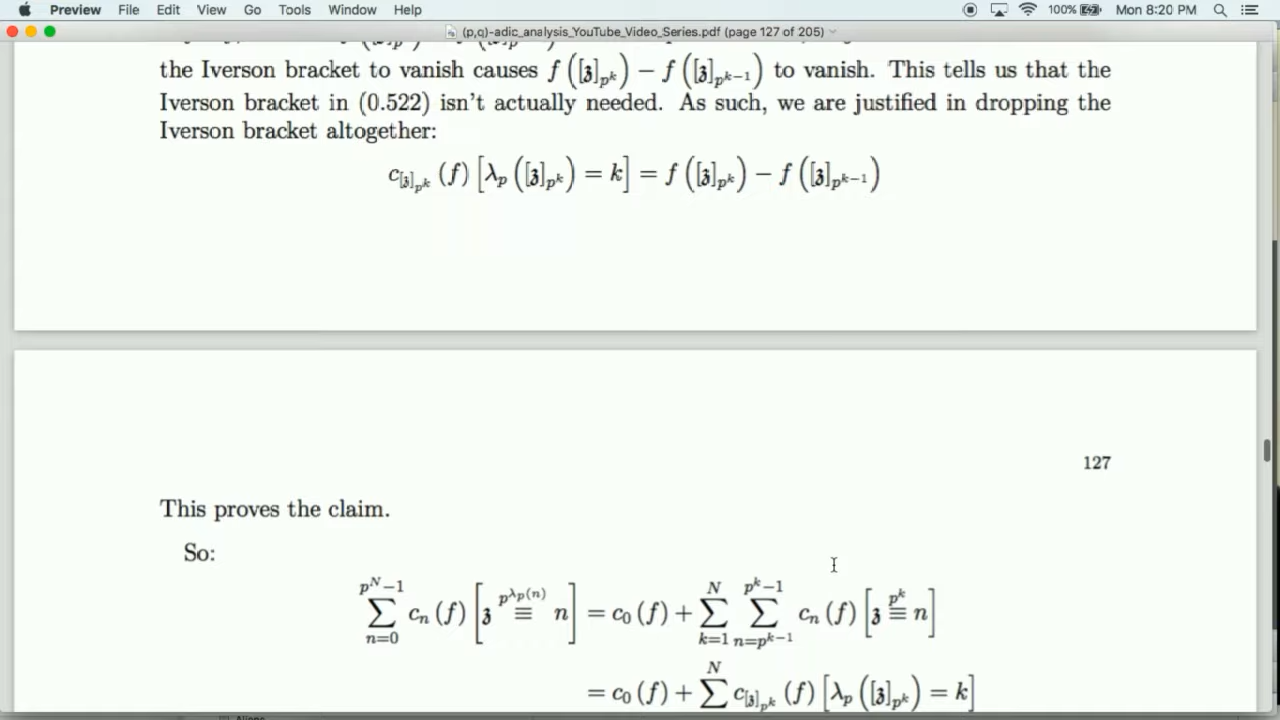 Preview File Edit View Go Tools Window Help 100% Mon 8:20 PM
(p,q)-adic_analysis_YouTube_Video_Series.pdf (page 127 of 205)
the Iverson bracket to vanish causes f ([𝔷]_{p^k}) − f ([𝔷]_{p^{k−1}}) to vanish. This tells us that the
Iverson bracket in (0.522) isn't actually needed. As such, we are justified in dropping the
Iverson bracket altogether:
c_{[𝔷]_{p^k}} (f) [λ_p ([𝔷]_{p^k}) = k] = f ([𝔷]_{p^k}) − f ([𝔷]_{p^{k−1}})
127
This proves the claim.
So:
∑_{n=0}^{p^N−1} c_n (f) [𝔷 \overset{p^{λ_p(n)}}{≡} n] = c_0 (f) + ∑_{k=1}^{N} ∑_{n=p^{k−1}}^{p^k−1} c_n (f) [𝔷 \overset{p^k}{≡} n]
= c_0 (f) + ∑^{N} c_{[𝔷]_{p^k}} (f) [λ_p ([𝔷]_{p^k}) = k]